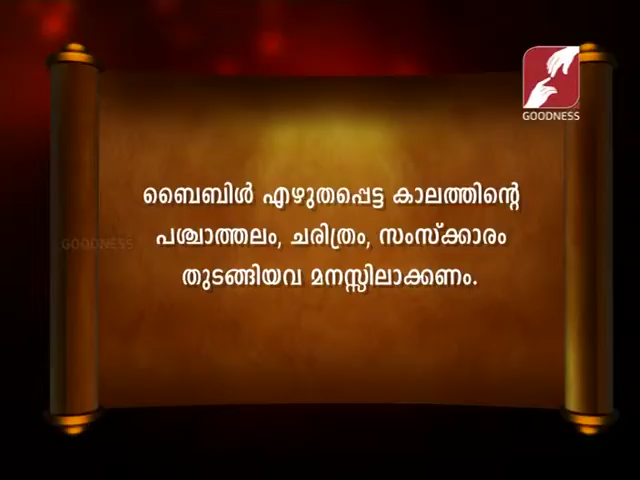 GOODNESS
ബൈബിൾ എഴുതപ്പെട്ട കാലത്തിന്റെ
പശ്ചാത്തലം, ചരിത്രം, സംസ്ക്കാരം
GOODNESS
തുടങ്ങിയവ മനസ്സിലാക്കണം.